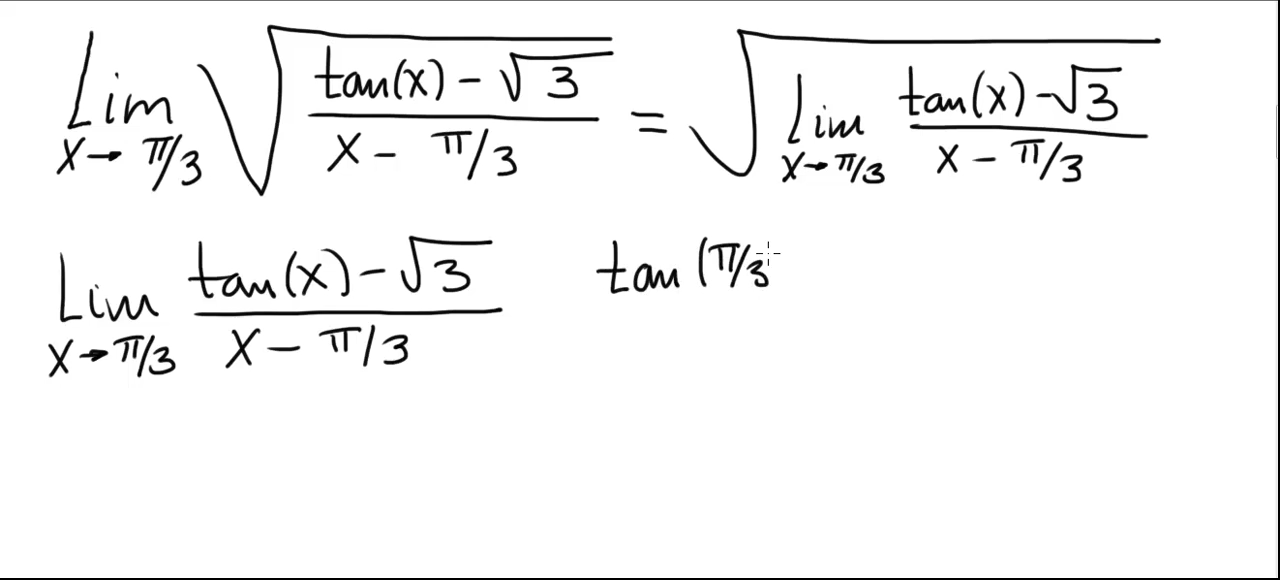 Lim x→π/3 √((tan(x) - √3)/(x - π/3)) = √(Lim x→π/3 (tan(x) - √3)/(x - π/3))
Lim x→π/3 (tan(x) - √3)/(x - π/3) tan (π/3